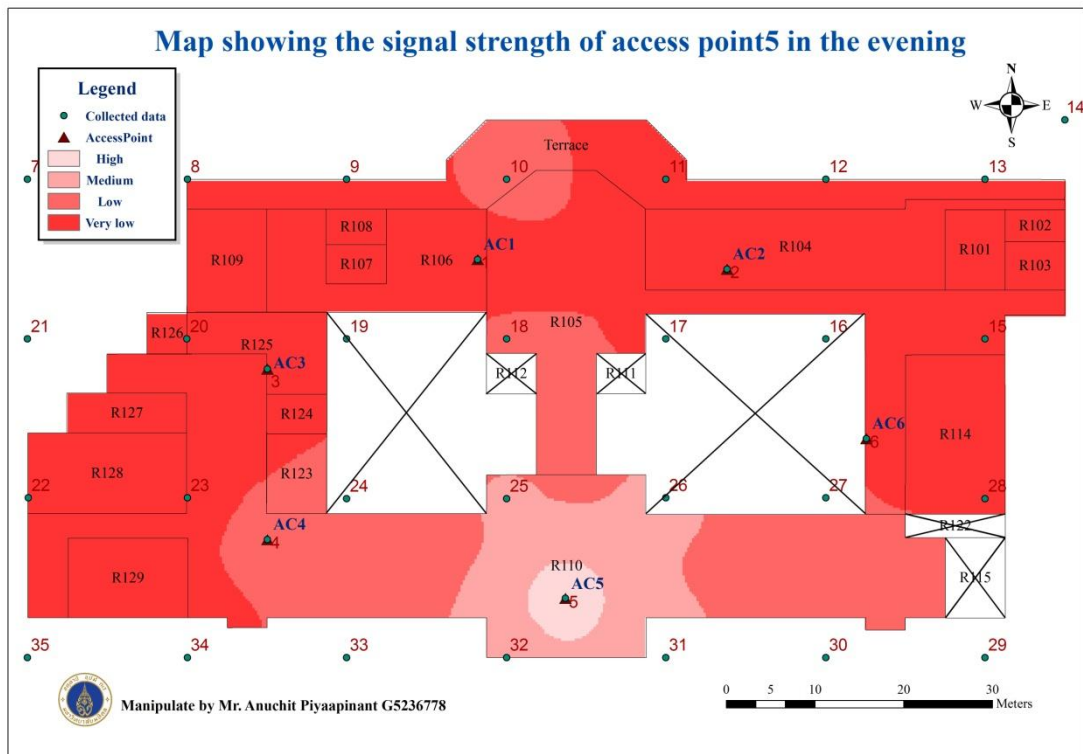 Map showing the signal strength of access point5 in the evening
Legend
Collected data
AccessPoint
High
Medium
Low
Very low
N
W E
S
14
7 8 9 10 11 12 13
Terrace
R108
R102
R109 R107 R106 AC1 1 AC2 2 R104 R101 R103
21 R126 20 R125 19 18 R105 17 16 15
AC3
3
R112 R111
R127 R124
AC6
6
R114
R128 R123
22 23 24 25 26 27 28
AC4
4
R122
R110
R129 AC5 R115
5
35 34 33 32 31 30 29
Manipulate by Mr. Anuchit Piyaapinant G5236778
0 5 10 20 30
Meters